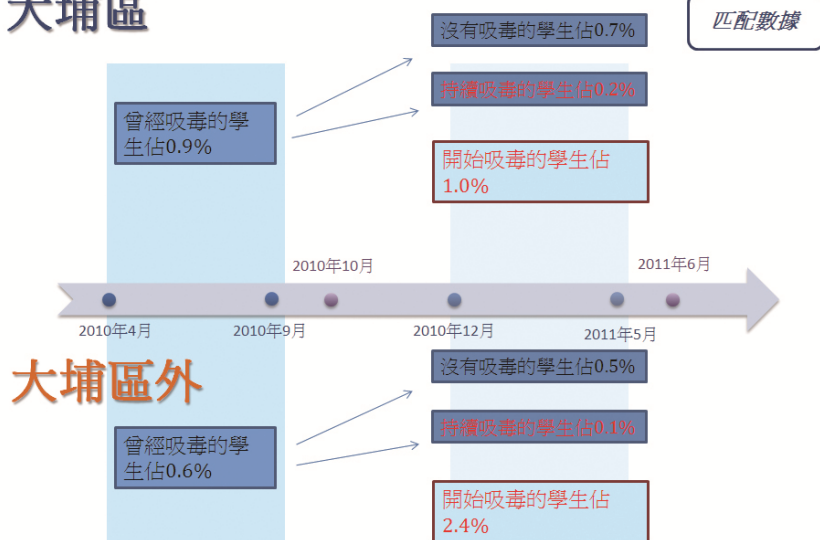 大埔區
匹配數據
沒有吸毒的學生佔0.7%
持續吸毒的學生佔0.2%
曾經吸毒的學
生佔0.9%
開始吸毒的學生佔
1.0%
2010年10月
2011年6月
2010年4月
2010年9月
2010年12月
2011年5月
大埔區外
沒有吸毒的學生佔0.5%
持續吸毒的學生佔0.1%
曾經吸毒的學
生佔0.6%
開始吸毒的學生佔
2.4%